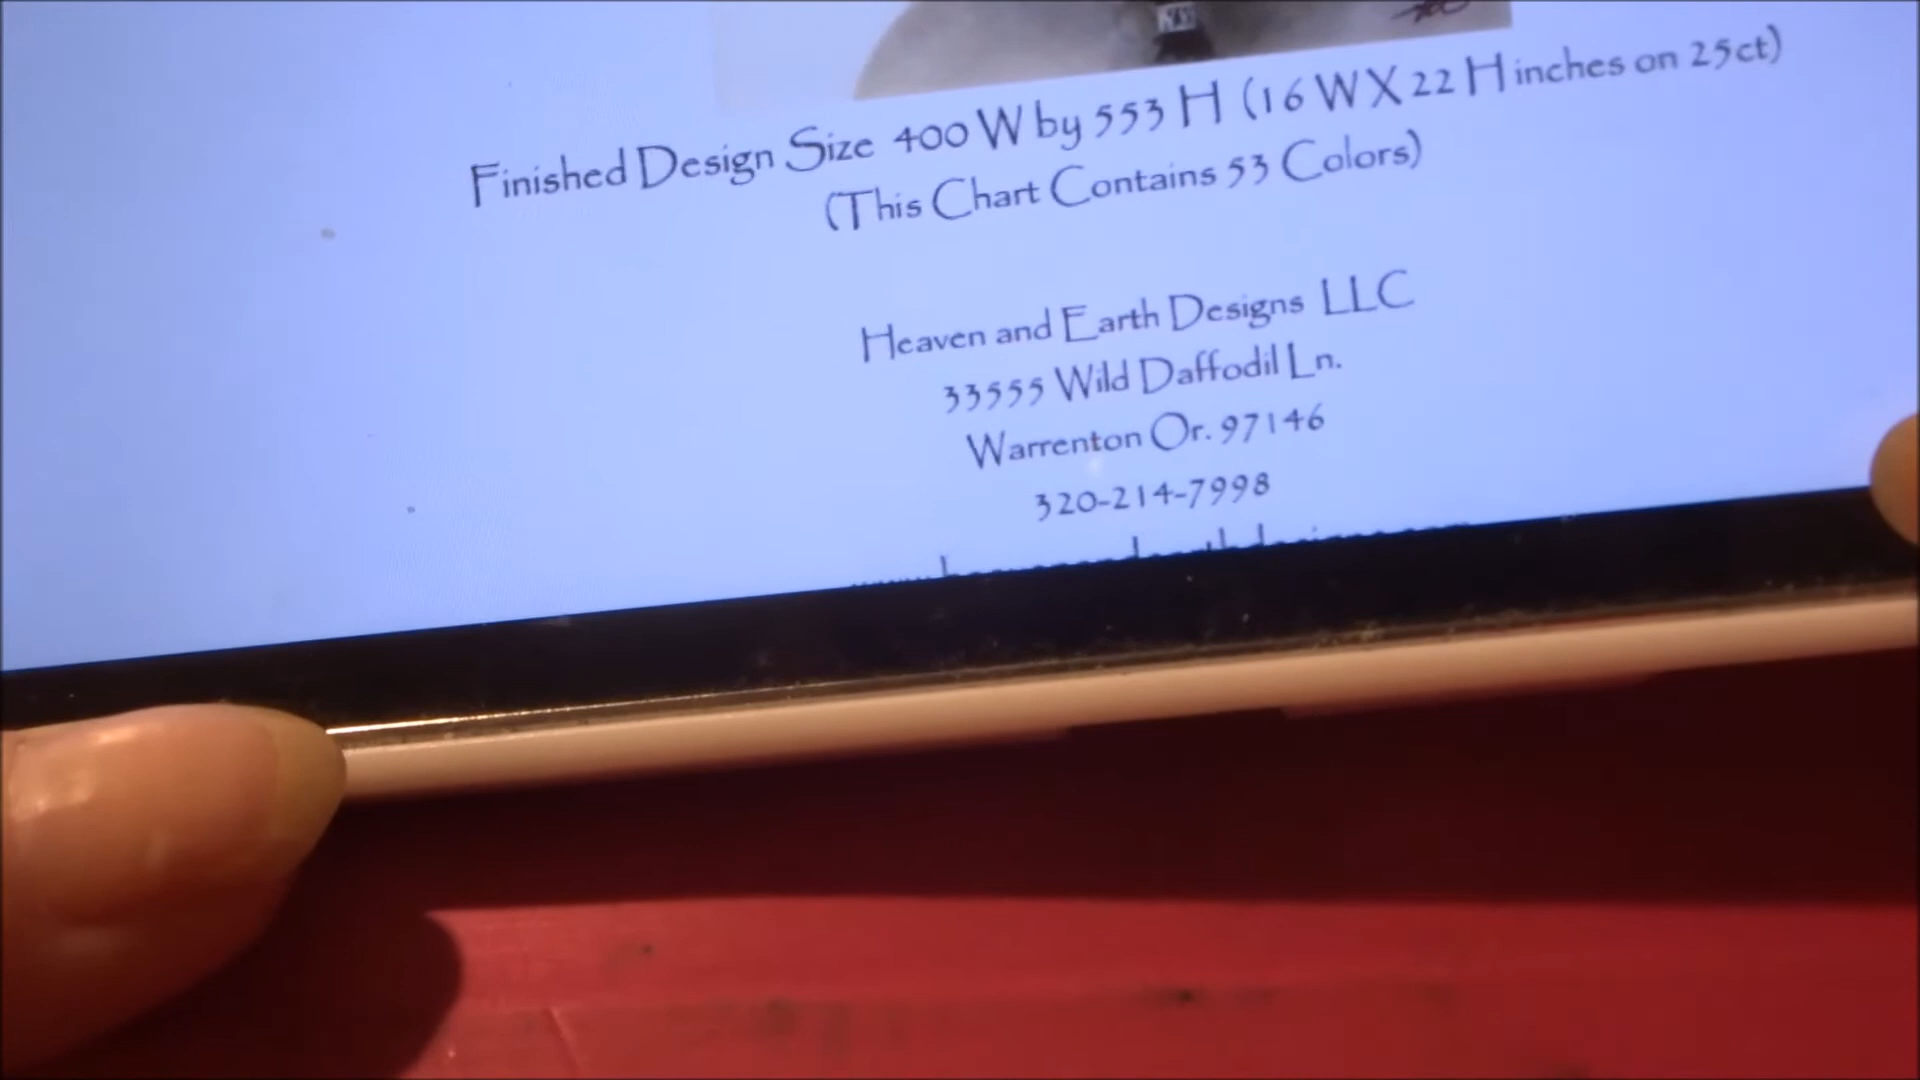 Finished Design Size 400 W by 553 H (16 W X 22 H inches on 25ct)
(This Chart Contains 53 Colors)
Heaven and Earth Designs LLC
33555 Wild Daffodil Ln.
Warrenton Or. 97146
320-214-7998